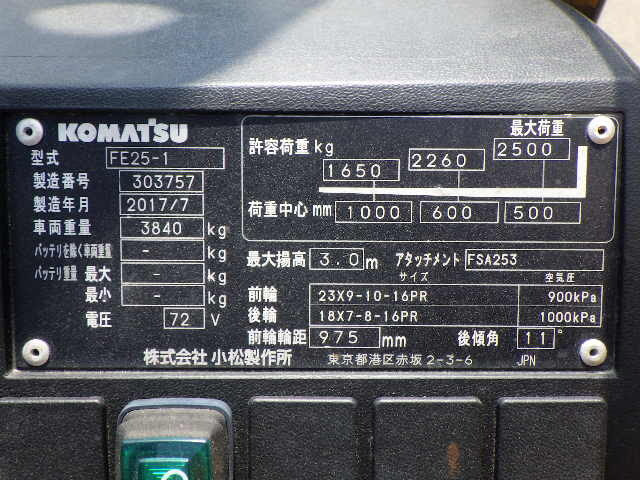 KOMATSU
型式 FE25-1
製造番号 303757
製造年月 2017/7
車両重量 3840 kg
バッテリを除く車両重量 - kg
バッテリ重量 最大 - kg
最小 - kg
電圧 72 V
最大荷重
許容荷重 kg 1650 2260 2500
荷重中心 mm 1000 600 500
最大揚高 3.0 m アタッチメント FSA253
サイズ 空気圧
前輪 23X9-10-16PR 900kPa
後輪 18X7-8-16PR 1000kPa
前輪輪距 975 mm 後傾角 11°
株式会社 小松製作所 東京都港区赤坂 2-3-6 JPN